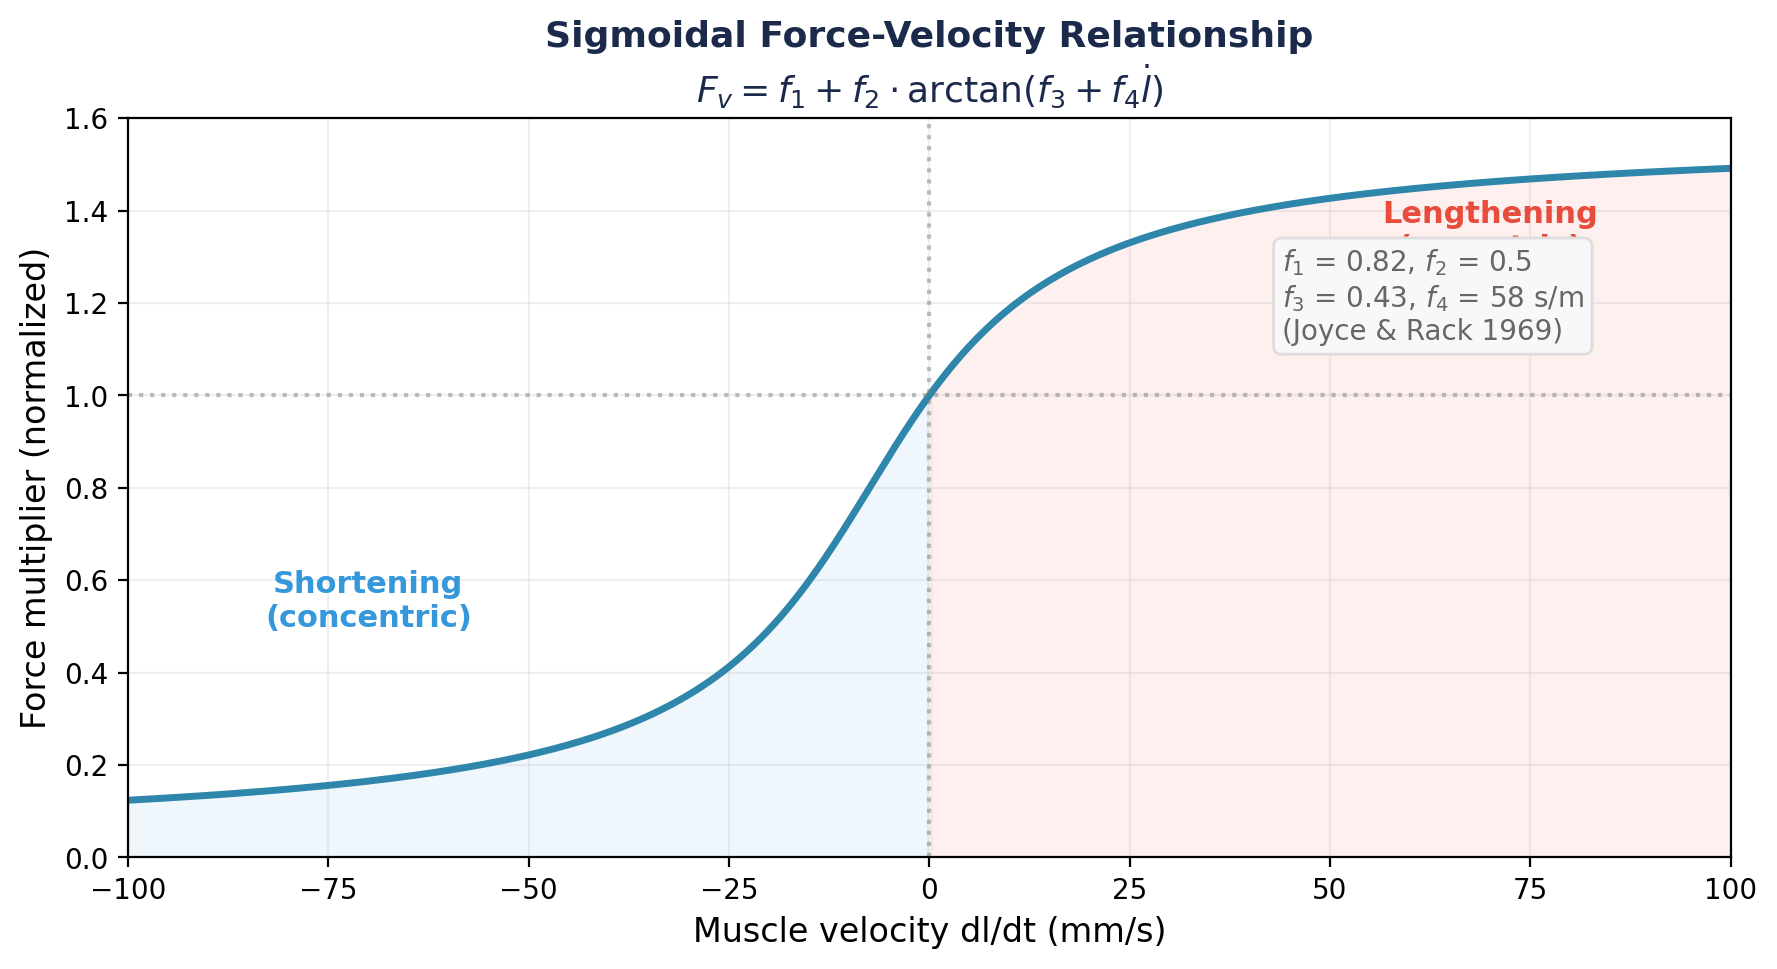 Sigmoidal Force-Velocity Relationship
F_v = f_1 + f_2 · arctan(f_3 + f_4 l̇)
1.6
1.4
1.2
1.0
0.8
0.6
0.4
0.2
0.0
Force multiplier (normalized)
Lengthening
f_1 = 0.82, f_2 = 0.5
f_3 = 0.43, f_4 = 58 s/m
(Joyce & Rack 1969)
Shortening
(concentric)
−100 −75 −50 −25 0 25 50 75 100
Muscle velocity dl/dt (mm/s)